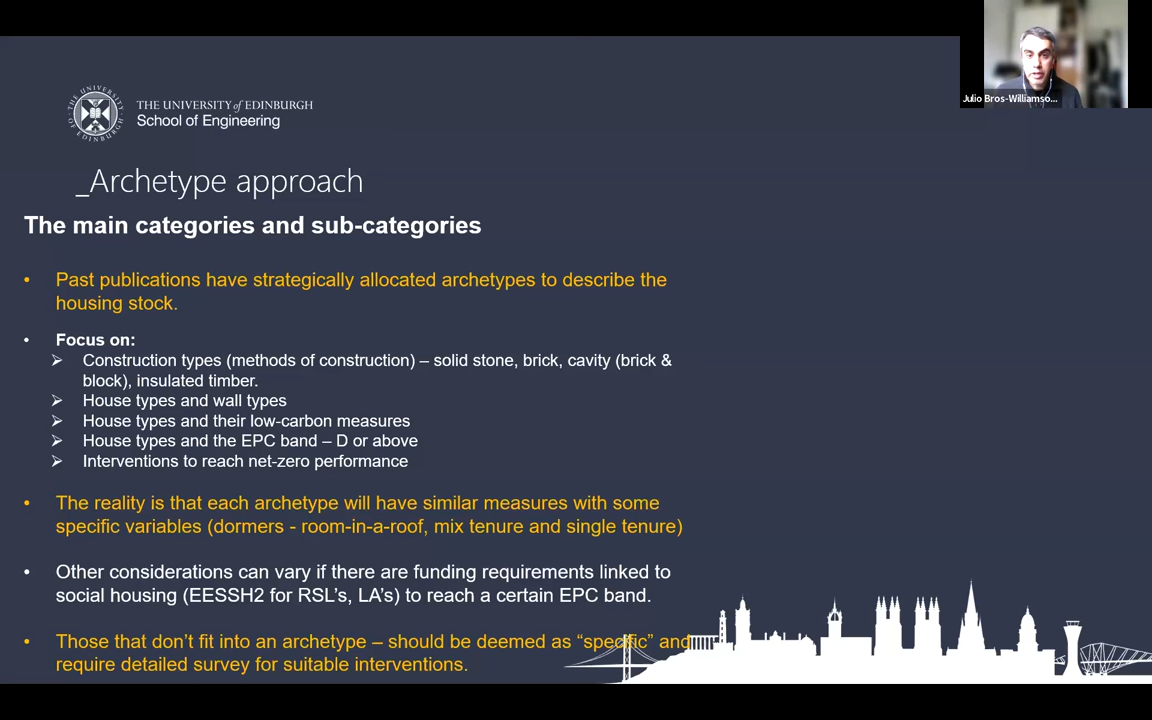 Julio Bros-Williamso...
THE UNIVERSITY of EDINBURGH
School of Engineering
THE UNIVERSITY OF EDINBURGH
_Archetype approach
The main categories and sub-categories
• Past publications have strategically allocated archetypes to describe the
housing stock.
• Focus on:
➢ Construction types (methods of construction) – solid stone, brick, cavity (brick &
block), insulated timber.
➢ House types and wall types
➢ House types and their low-carbon measures
➢ House types and the EPC band – D or above
➢ Interventions to reach net-zero performance
• The reality is that each archetype will have similar measures with some
specific variables (dormers - room-in-a-roof, mix tenure and single tenure)
• Other considerations can vary if there are funding requirements linked to
social housing (EESSH2 for RSL's, LA's) to reach a certain EPC band.
• Those that don't fit into an archetype – should be deemed as "specific" and
require detailed survey for suitable interventions.